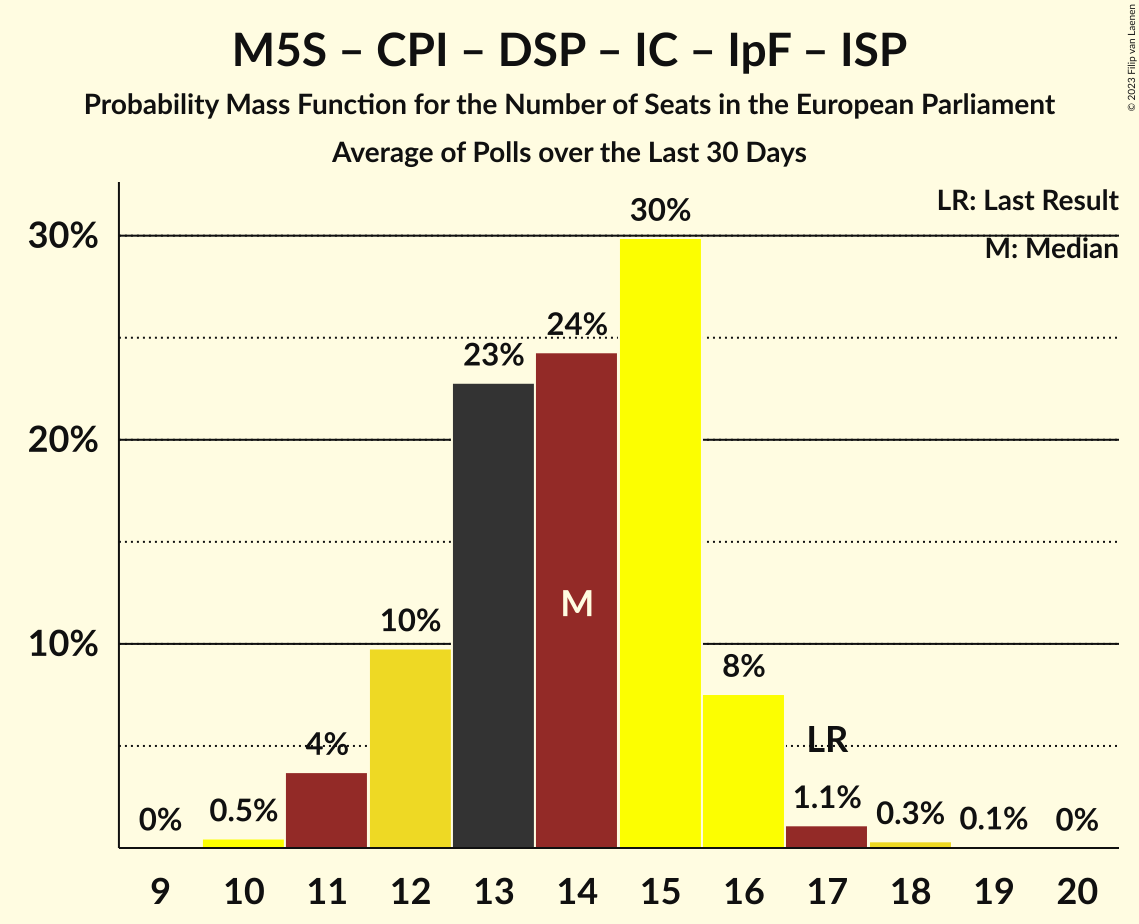 M5S – CPI – DSP – IC – IpF – ISP
Probability Mass Function for the Number of Seats in the European Parliament
Average of Polls over the Last 30 Days
© 2023 Filip van Laenen
LR: Last Result
M: Median
30%
20%
10%
0%
0.5%
4%
10%
23%
24%
30%
8%
1.1%
0.3%
0.1%
0%
M
LR
9 10 11 12 13 14 15 16 17 18 19 20